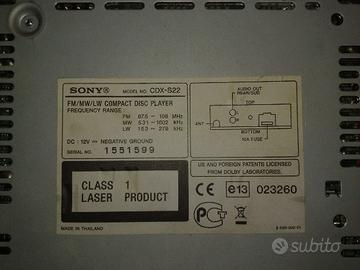 SONY® MODEL NO. CDX-S22
FM/MW/LW COMPACT DISC PLAYER
FREQUENCY RANGE:
FM 87.5 - 108 MHz
MW 531 - 1602 kHz
LW 153 - 279 kHz
DC : 12V NEGATIVE GROUND
SERIAL NO. 1551599
AUDIO OUT
REAR/SUB
TOP
ANT
BOTTOM
10A FUSE
US AND FOREIGN PATENTS LICENSED
FROM DOLBY LABORATORIES.
CLASS 1
LASER PRODUCT
CE e13 023260
MADE IN THAILAND
subito